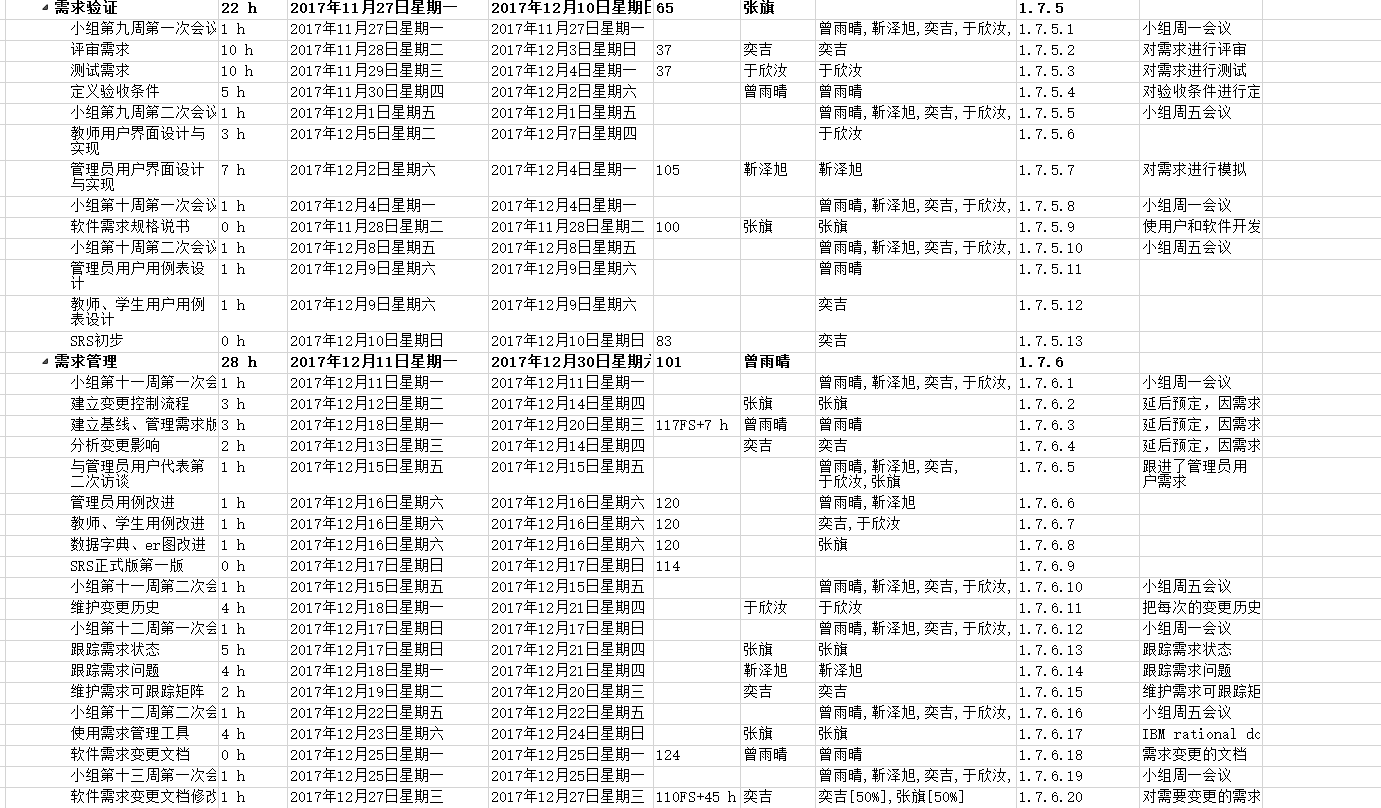 需求验证 22 h 2017年11月27日星期一 2017年12月10日星期日 65 张旗 1.7.5
小组第九周第一次会议 1 h 2017年11月27日星期一 2017年11月27日星期一 曾雨晴,靳泽旭,奕吉,于欣汝, 1.7.5.1 小组周一会议
评审需求 10 h 2017年11月28日星期二 2017年12月3日星期日 37 奕吉 奕吉 1.7.5.2 对需求进行评审
测试需求 10 h 2017年11月29日星期三 2017年12月4日星期一 37 于欣汝 于欣汝 1.7.5.3 对需求进行测试
定义验收条件 5 h 2017年11月30日星期四 2017年12月2日星期六 曾雨晴 曾雨晴 1.7.5.4 对验收条件进行定
小组第九周第二次会议 1 h 2017年12月1日星期五 2017年12月1日星期五 曾雨晴,靳泽旭,奕吉,于欣汝, 1.7.5.5 小组周五会议
教师用户界面设计与 3 h 2017年12月5日星期二 2017年12月7日星期四 于欣汝 1.7.5.6
实现
管理员用户界面设计 7 h 2017年12月2日星期六 2017年12月4日星期一 105 靳泽旭 靳泽旭 1.7.5.7 对需求进行模拟
与实现
小组第十周第一次会议 1 h 2017年12月4日星期一 2017年12月4日星期一 曾雨晴,靳泽旭,奕吉,于欣汝, 1.7.5.8 小组周一会议
软件需求规格说书 0 h 2017年11月28日星期二 2017年11月28日星期二 100 张旗 张旗 1.7.5.9 使用户和软件开发
小组第十周第二次会议 1 h 2017年12月8日星期五 2017年12月8日星期五 曾雨晴,靳泽旭,奕吉,于欣汝, 1.7.5.10 小组周五会议
管理员用户用例表设 1 h 2017年12月9日星期六 2017年12月9日星期六 曾雨晴 1.7.5.11
计
教师、学生用户用例 1 h 2017年12月9日星期六 2017年12月9日星期六 奕吉 1.7.5.12
表设计
SRS初步 0 h 2017年12月10日星期日 2017年12月10日星期日 83 奕吉 1.7.5.13
需求管理 28 h 2017年12月11日星期一 2017年12月30日星期六 101 曾雨晴 1.7.6
小组第十一周第一次会 1 h 2017年12月11日星期一 2017年12月11日星期一 曾雨晴,靳泽旭,奕吉,于欣汝, 1.7.6.1 小组周一会议
建立变更控制流程 3 h 2017年12月12日星期二 2017年12月14日星期四 张旗 张旗 1.7.6.2 延后预定，因需求
建立基线、管理需求版 3 h 2017年12月18日星期一 2017年12月20日星期三 117FS+7 h 曾雨晴 曾雨晴 1.7.6.3 延后预定，因需求
分析变更影响 2 h 2017年12月13日星期三 2017年12月14日星期四 奕吉 奕吉 1.7.6.4 延后预定，因需求
与管理员用户代表第 1 h 2017年12月15日星期五 2017年12月15日星期五 曾雨晴,靳泽旭,奕吉, 1.7.6.5 跟进了管理员用
二次访谈 于欣汝,张旗 户需求
管理员用例改进 1 h 2017年12月16日星期六 2017年12月16日星期六 120 曾雨晴,靳泽旭 1.7.6.6
教师、学生用例改进 1 h 2017年12月16日星期六 2017年12月16日星期六 120 奕吉,于欣汝 1.7.6.7
数据字典、er图改进 1 h 2017年12月16日星期六 2017年12月16日星期六 120 张旗 1.7.6.8
SRS正式版第一版 0 h 2017年12月17日星期日 2017年12月17日星期日 114 1.7.6.9
小组第十一周第二次会 1 h 2017年12月15日星期五 2017年12月15日星期五 曾雨晴,靳泽旭,奕吉,于欣汝, 1.7.6.10 小组周五会议
维护变更历史 4 h 2017年12月18日星期一 2017年12月21日星期四 于欣汝 于欣汝 1.7.6.11 把每次的变更历史
小组第十二周第一次会 1 h 2017年12月17日星期日 2017年12月17日星期日 曾雨晴,靳泽旭,奕吉,于欣汝, 1.7.6.12 小组周一会议
跟踪需求状态 5 h 2017年12月17日星期日 2017年12月21日星期四 张旗 张旗 1.7.6.13 跟踪需求状态
跟踪需求问题 4 h 2017年12月18日星期一 2017年12月21日星期四 靳泽旭 靳泽旭 1.7.6.14 跟踪需求问题
维护需求可跟踪矩阵 2 h 2017年12月19日星期二 2017年12月20日星期三 奕吉 奕吉 1.7.6.15 维护需求可跟踪矩
小组第十二周第二次会 1 h 2017年12月22日星期五 2017年12月22日星期五 曾雨晴,靳泽旭,奕吉,于欣汝, 1.7.6.16 小组周五会议
使用需求管理工具 4 h 2017年12月23日星期六 2017年12月24日星期日 张旗 张旗 1.7.6.17 IBM rational do
软件需求变更文档 0 h 2017年12月25日星期一 2017年12月25日星期一 124 曾雨晴 曾雨晴 1.7.6.18 需求变更的文档
小组第十三周第一次会 1 h 2017年12月25日星期一 2017年12月25日星期一 曾雨晴,靳泽旭,奕吉,于欣汝, 1.7.6.19 小组周一会议
软件需求变更文档修改 1 h 2017年12月27日星期三 2017年12月27日星期三 110FS+45 h 奕吉 奕吉[50%],张旗[50%] 1.7.6.20 对需要变更的需求